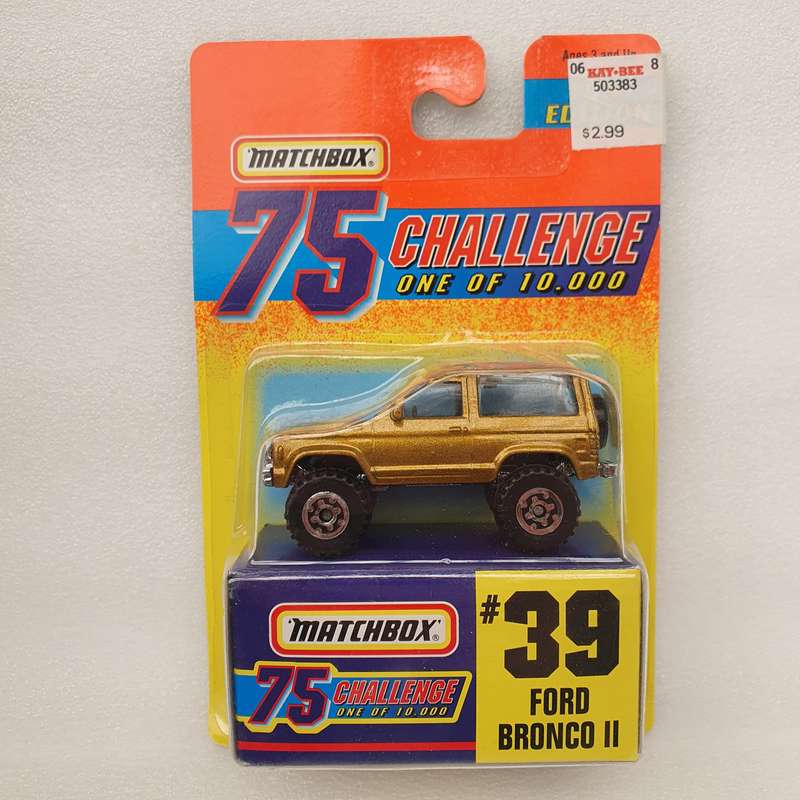 Ages 3 and Up
06 KAY·BEE 8
503383
$2.99
MATCHBOX®
75 CHALLENGE
ONE OF 10,000
MATCHBOX®
75 CHALLENGE
ONE OF 10,000
#39
FORD
BRONCO II